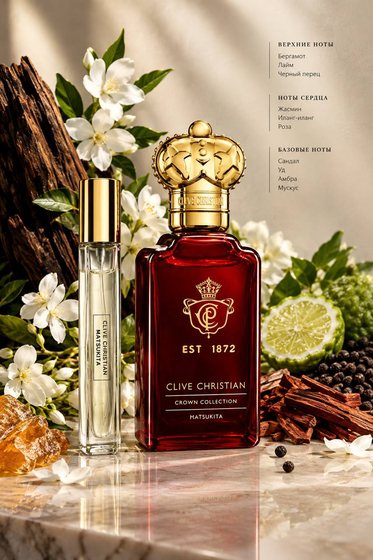 ВЕРХНИЕ НОТЫ
Бергамот
Лайм
Черный перец
НОТЫ СЕРДЦА
Жасмин
Иланг-иланг
Роза
БАЗОВЫЕ НОТЫ
Сандал
Уд
Амбра
Мускус
CLIVE CHRISTIAN
EST 1872
CLIVE CHRISTIAN
CROWN COLLECTION
MATSUKITA
CLIVE CHRISTIAN
MATSUKITA